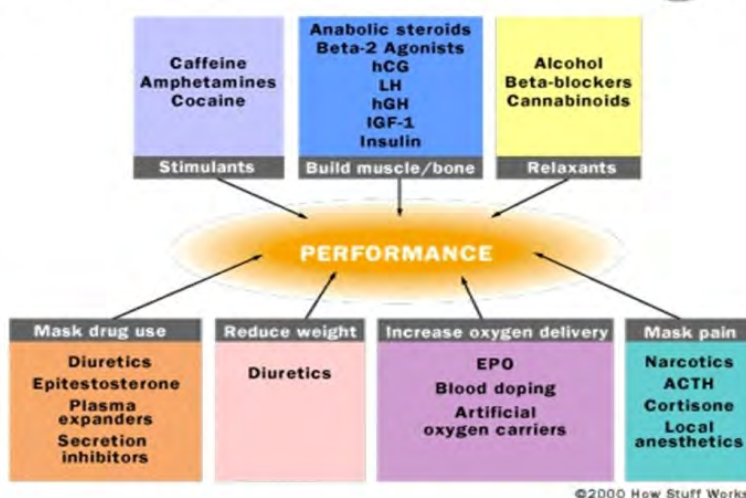 Caffeine
Amphetamines
Cocaine
Stimulants
Anabolic steroids
Beta-2 Agonists
hCG
LH
hGH
IGF-1
Insulin
Build muscle/bone
Alcohol
Beta-blockers
Cannabinoids
Relaxants
PERFORMANCE
Mask drug use
Diuretics
Epitestosterone
Plasma
expanders
Secretion
inhibitors
Reduce weight
Diuretics
Increase oxygen delivery
EPO
Blood doping
Artificial
oxygen carriers
Mask pain
Narcotics
ACTH
Cortisone
Local
anesthetics
©2000 How Stuff Works